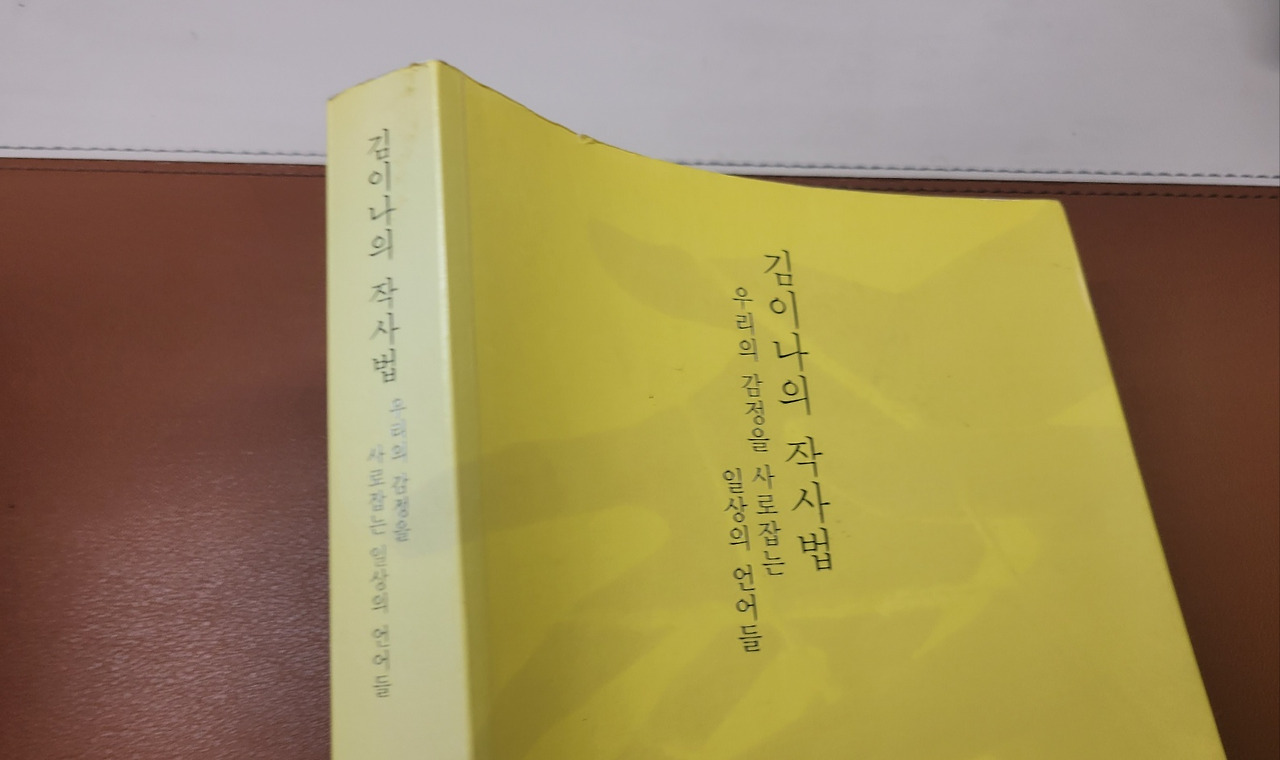 김이나의 작사법
우리의 감정을
사로잡는 일상의 언어들
김이나의 작사법
우리의 감정을 사로잡는
일상의 언어들